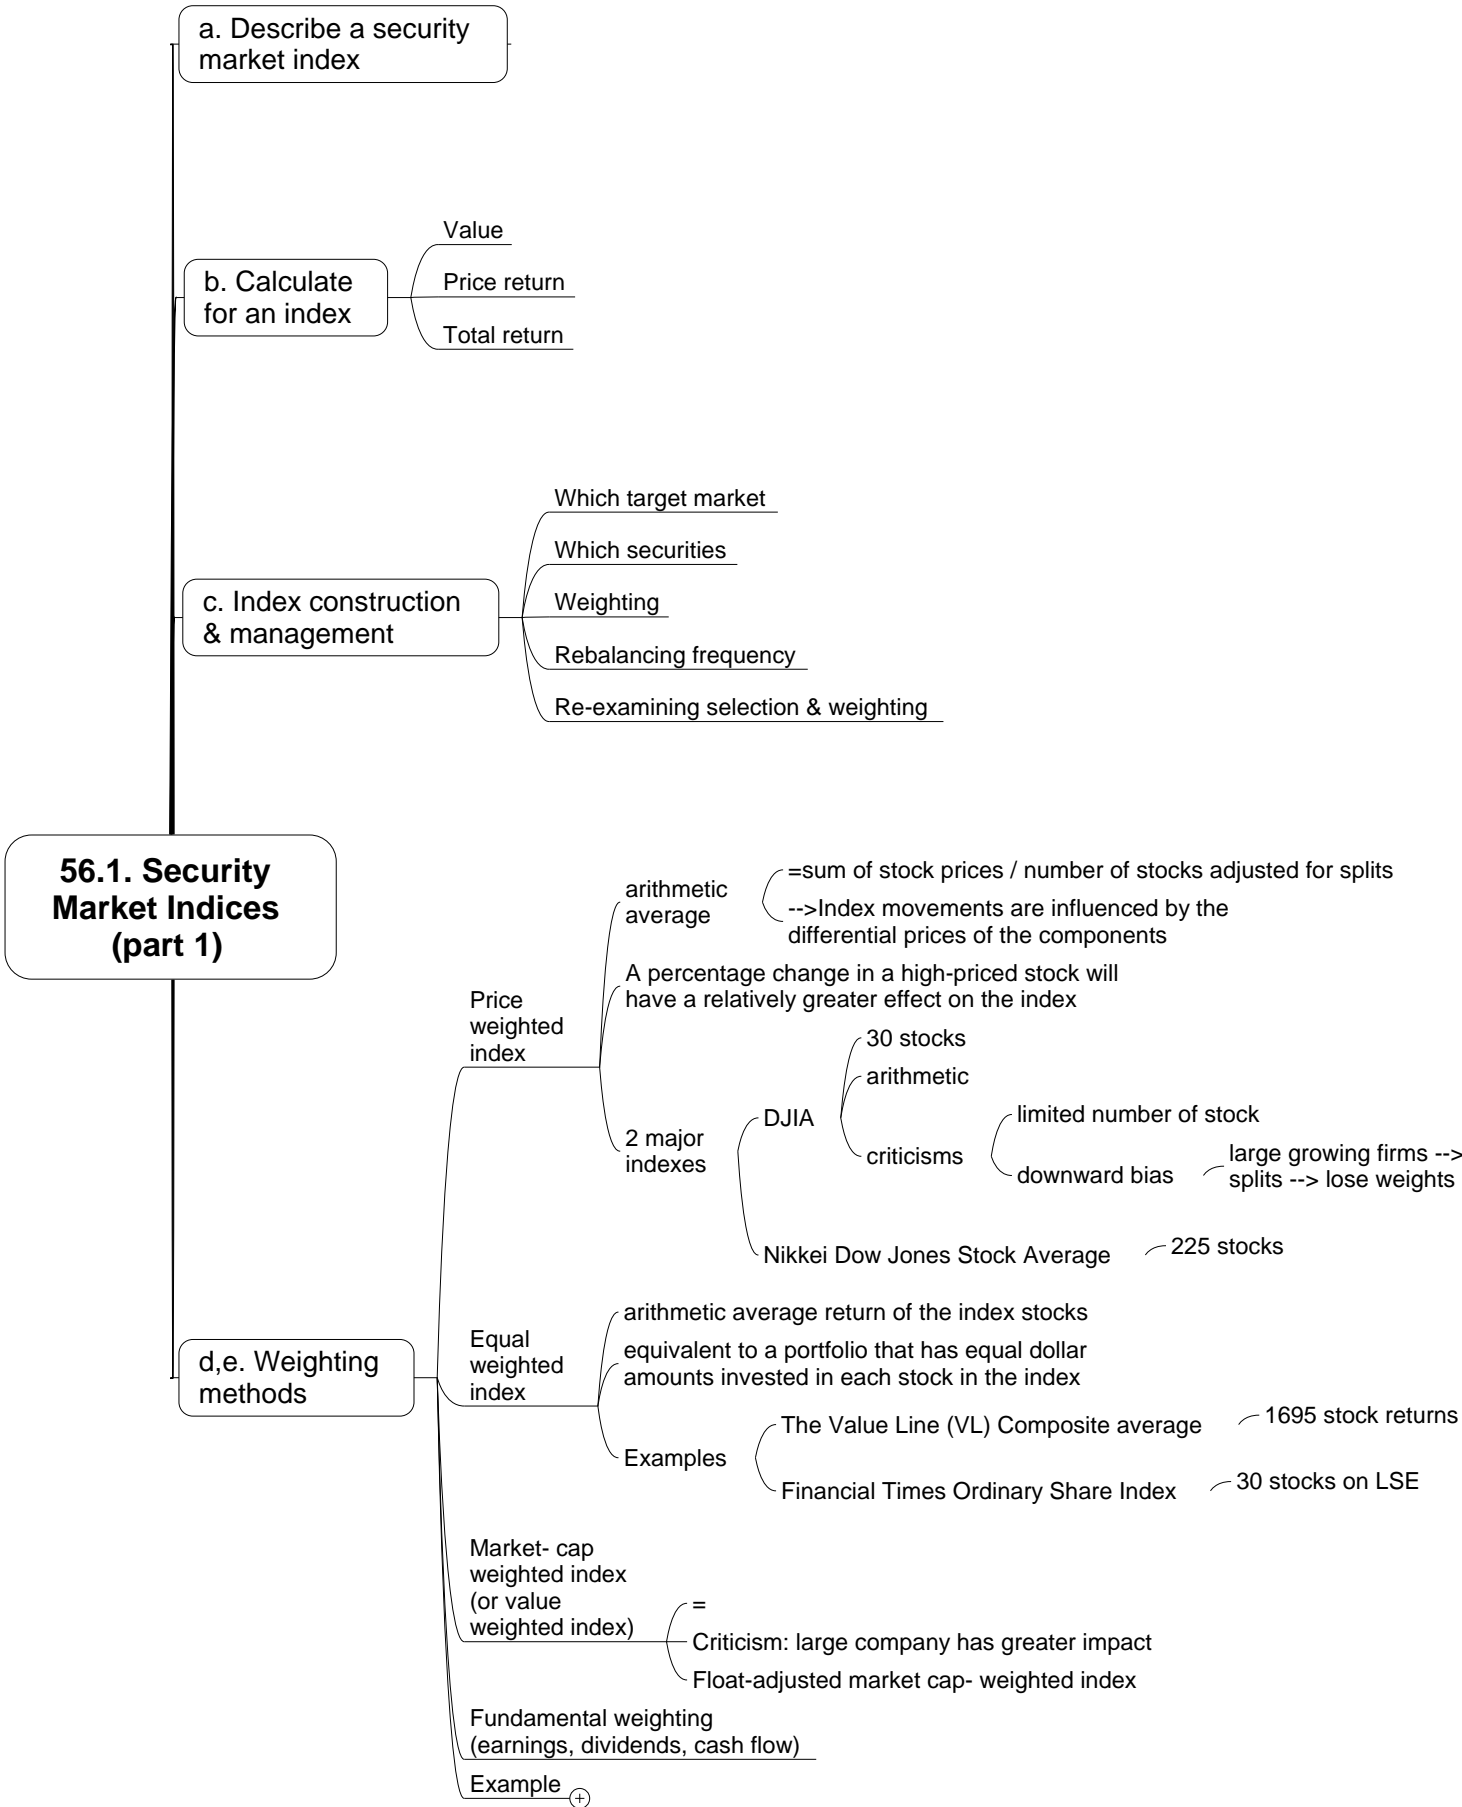 a. Describe a security
market index
b. Calculate
for an index
Value
Price return
Total return
c. Index construction
& management
Which target market
Which securities
Weighting
Rebalancing frequency
Re-examining selection & weighting
56.1. Security
Market Indices
(part 1)
d,e. Weighting
methods
Price
weighted
index
arithmetic
average
=sum of stock prices / number of stocks adjusted for splits
-->Index movements are influenced by the
differential prices of the components
A percentage change in a high-priced stock will
have a relatively greater effect on the index
2 major
indexes
DJIA
30 stocks
arithmetic
criticisms
limited number of stock
downward bias
large growing firms -->
splits --> lose weights
Nikkei Dow Jones Stock Average
225 stocks
Equal
weighted
index
arithmetic average return of the index stocks
equivalent to a portfolio that has equal dollar
amounts invested in each stock in the index
Examples
The Value Line (VL) Composite average
1695 stock returns
Financial Times Ordinary Share Index
30 stocks on LSE
Market- cap
weighted index
(or value
weighted index)
=
Criticism: large company has greater impact
Float-adjusted market cap- weighted index
Fundamental weighting
(earnings, dividends, cash flow)
Example